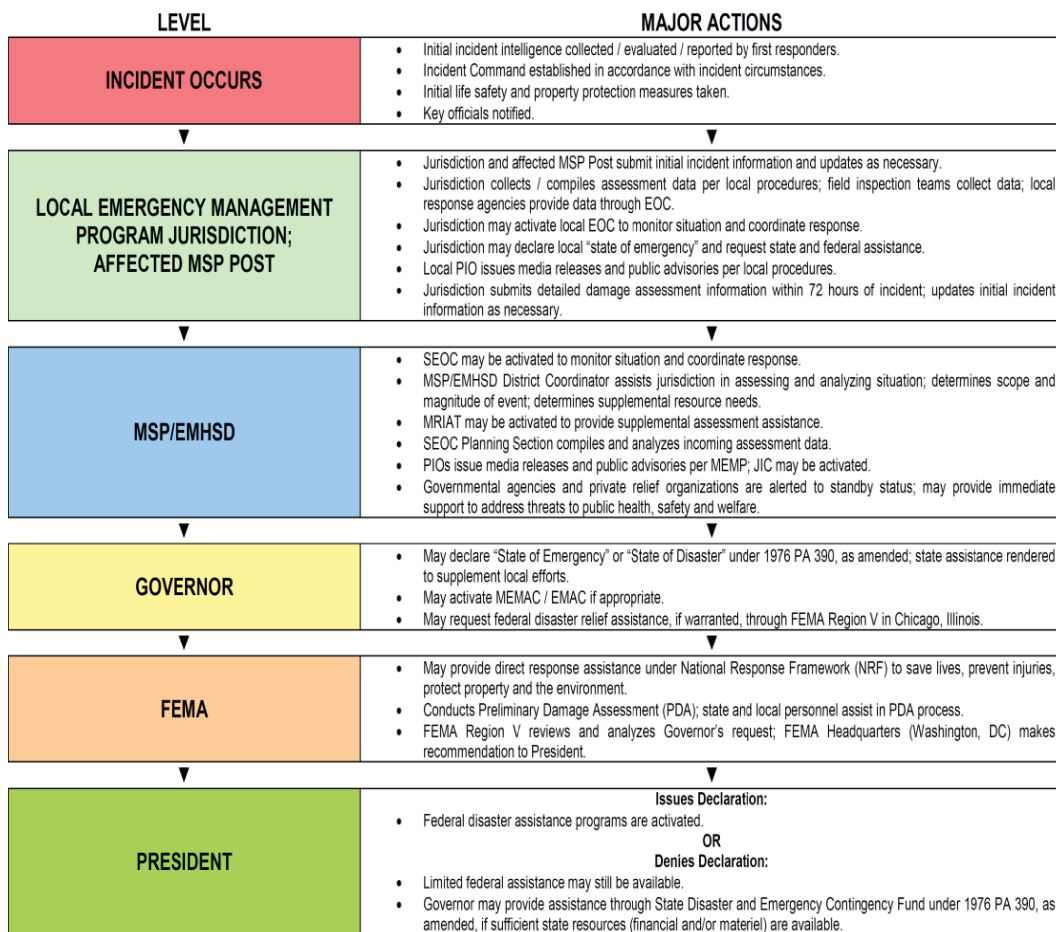 LEVEL
MAJOR ACTIONS
INCIDENT OCCURS
• Initial incident intelligence collected / evaluated / reported by first responders.
• Incident Command established in accordance with incident circumstances.
• Initial life safety and property protection measures taken.
• Key officials notified.
LOCAL EMERGENCY MANAGEMENT
PROGRAM JURISDICTION;
AFFECTED MSP POST
• Jurisdiction and affected MSP Post submit initial incident information and updates as necessary.
• Jurisdiction collects / compiles assessment data per local procedures; field inspection teams collect data; local
response agencies provide data through EOC.
• Jurisdiction may activate local EOC to monitor situation and coordinate response.
• Jurisdiction may declare local “state of emergency” and request state and federal assistance.
• Local PIO issues media releases and public advisories per local procedures.
• Jurisdiction submits detailed damage assessment information within 72 hours of incident; updates initial incident
information as necessary.
MSP/EMHSD
• SEOC may be activated to monitor situation and coordinate response.
• MSP/EMHSD District Coordinator assists jurisdiction in assessing and analyzing situation; determines scope and
magnitude of event; determines supplemental resource needs.
• MRIAT may be activated to provide supplemental assessment assistance.
• SEOC Planning Section compiles and analyzes incoming assessment data.
• PIOs issue media releases and public advisories per MEMP; JIC may be activated.
• Governmental agencies and private relief organizations are alerted to standby status; may provide immediate
support to address threats to public health, safety and welfare.
GOVERNOR
• May declare “State of Emergency” or “State of Disaster” under 1976 PA 390, as amended; state assistance rendered
to supplement local efforts.
• May activate MEMAC / EMAC if appropriate.
• May request federal disaster relief assistance, if warranted, through FEMA Region V in Chicago, Illinois.
FEMA
• May provide direct response assistance under National Response Framework (NRF) to save lives, prevent injuries,
protect property and the environment.
• Conducts Preliminary Damage Assessment (PDA); state and local personnel assist in PDA process.
• FEMA Region V reviews and analyzes Governor’s request; FEMA Headquarters (Washington, DC) makes
recommendation to President.
PRESIDENT
Issues Declaration:
• Federal disaster assistance programs are activated.
OR
Denies Declaration:
• Limited federal assistance may still be available.
• Governor may provide assistance through State Disaster and Emergency Contingency Fund under 1976 PA 390, as
amended, if sufficient state resources (financial and/or materiel) are available.